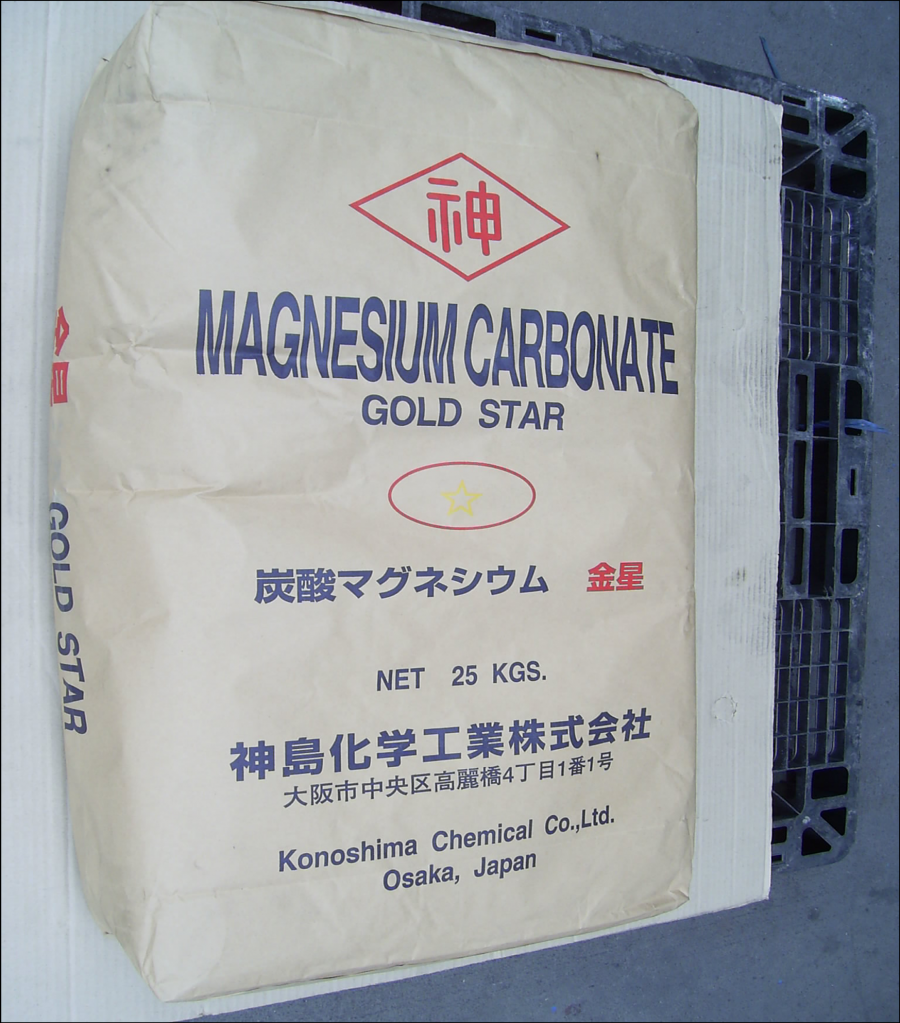 神
MAGNESIUM CARBONATE
GOLD STAR
炭酸マグネシウム 金星
NET 25 KGS.
神島化学工業株式会社
大阪市中央区高麗橋4丁目1番1号
Konoshima Chemical Co.,Ltd.
Osaka, Japan
金星
GOLD STAR